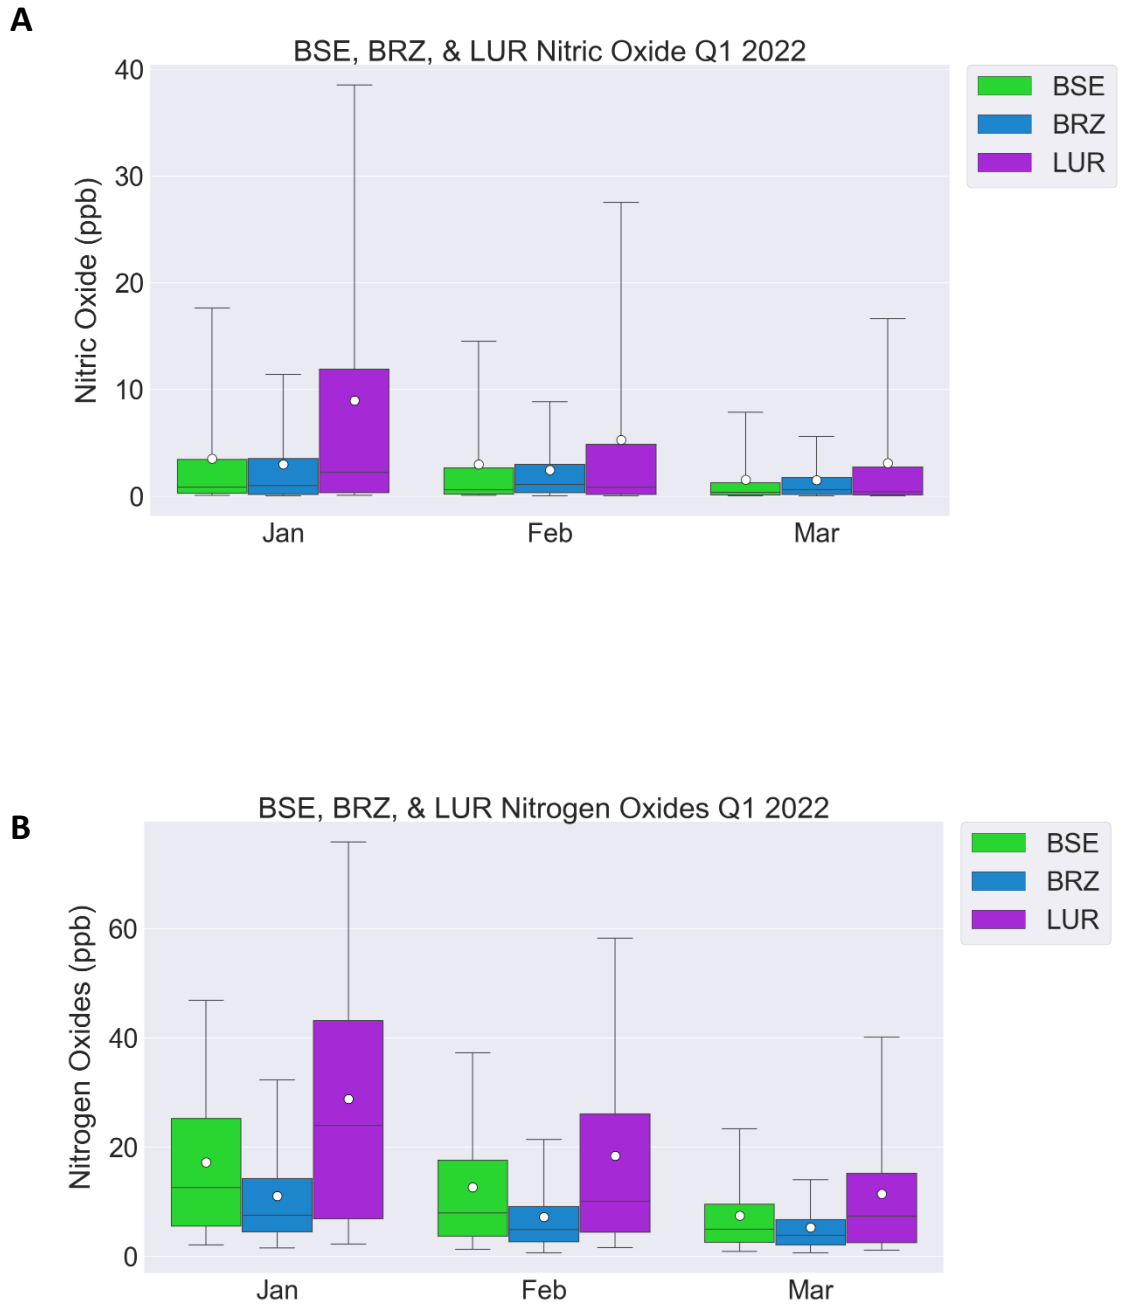 A
BSE, BRZ, & LUR Nitric Oxide Q1 2022
40
30
20
10
0
Nitric Oxide (ppb)
Jan Feb Mar
BSE
BRZ
LUR
B
BSE, BRZ, & LUR Nitrogen Oxides Q1 2022
60
40
20
0
Nitrogen Oxides (ppb)
Jan Feb Mar
BSE
BRZ
LUR